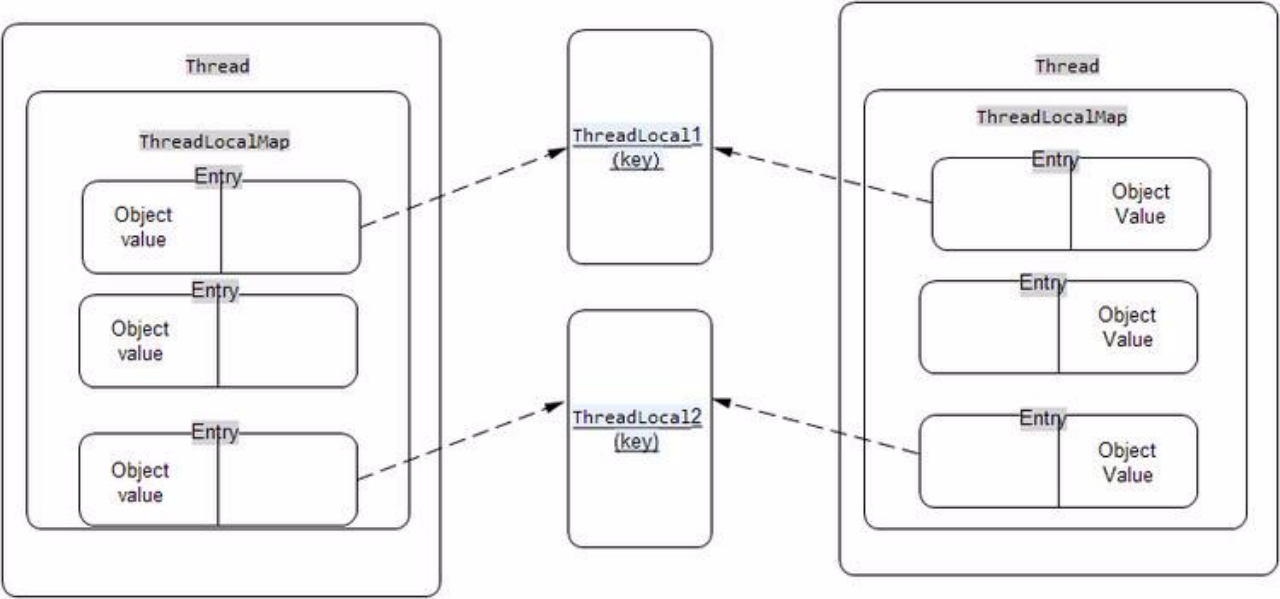 Thread
ThreadLocalMap
Entry
Object
value
Entry
Object
value
Entry
Object
value
ThreadLocal1
(key)
ThreadLocal2
(key)
Thread
ThreadLocalMap
Entry
Object
Value
Entry
Object
Value
Entry
Object
Value